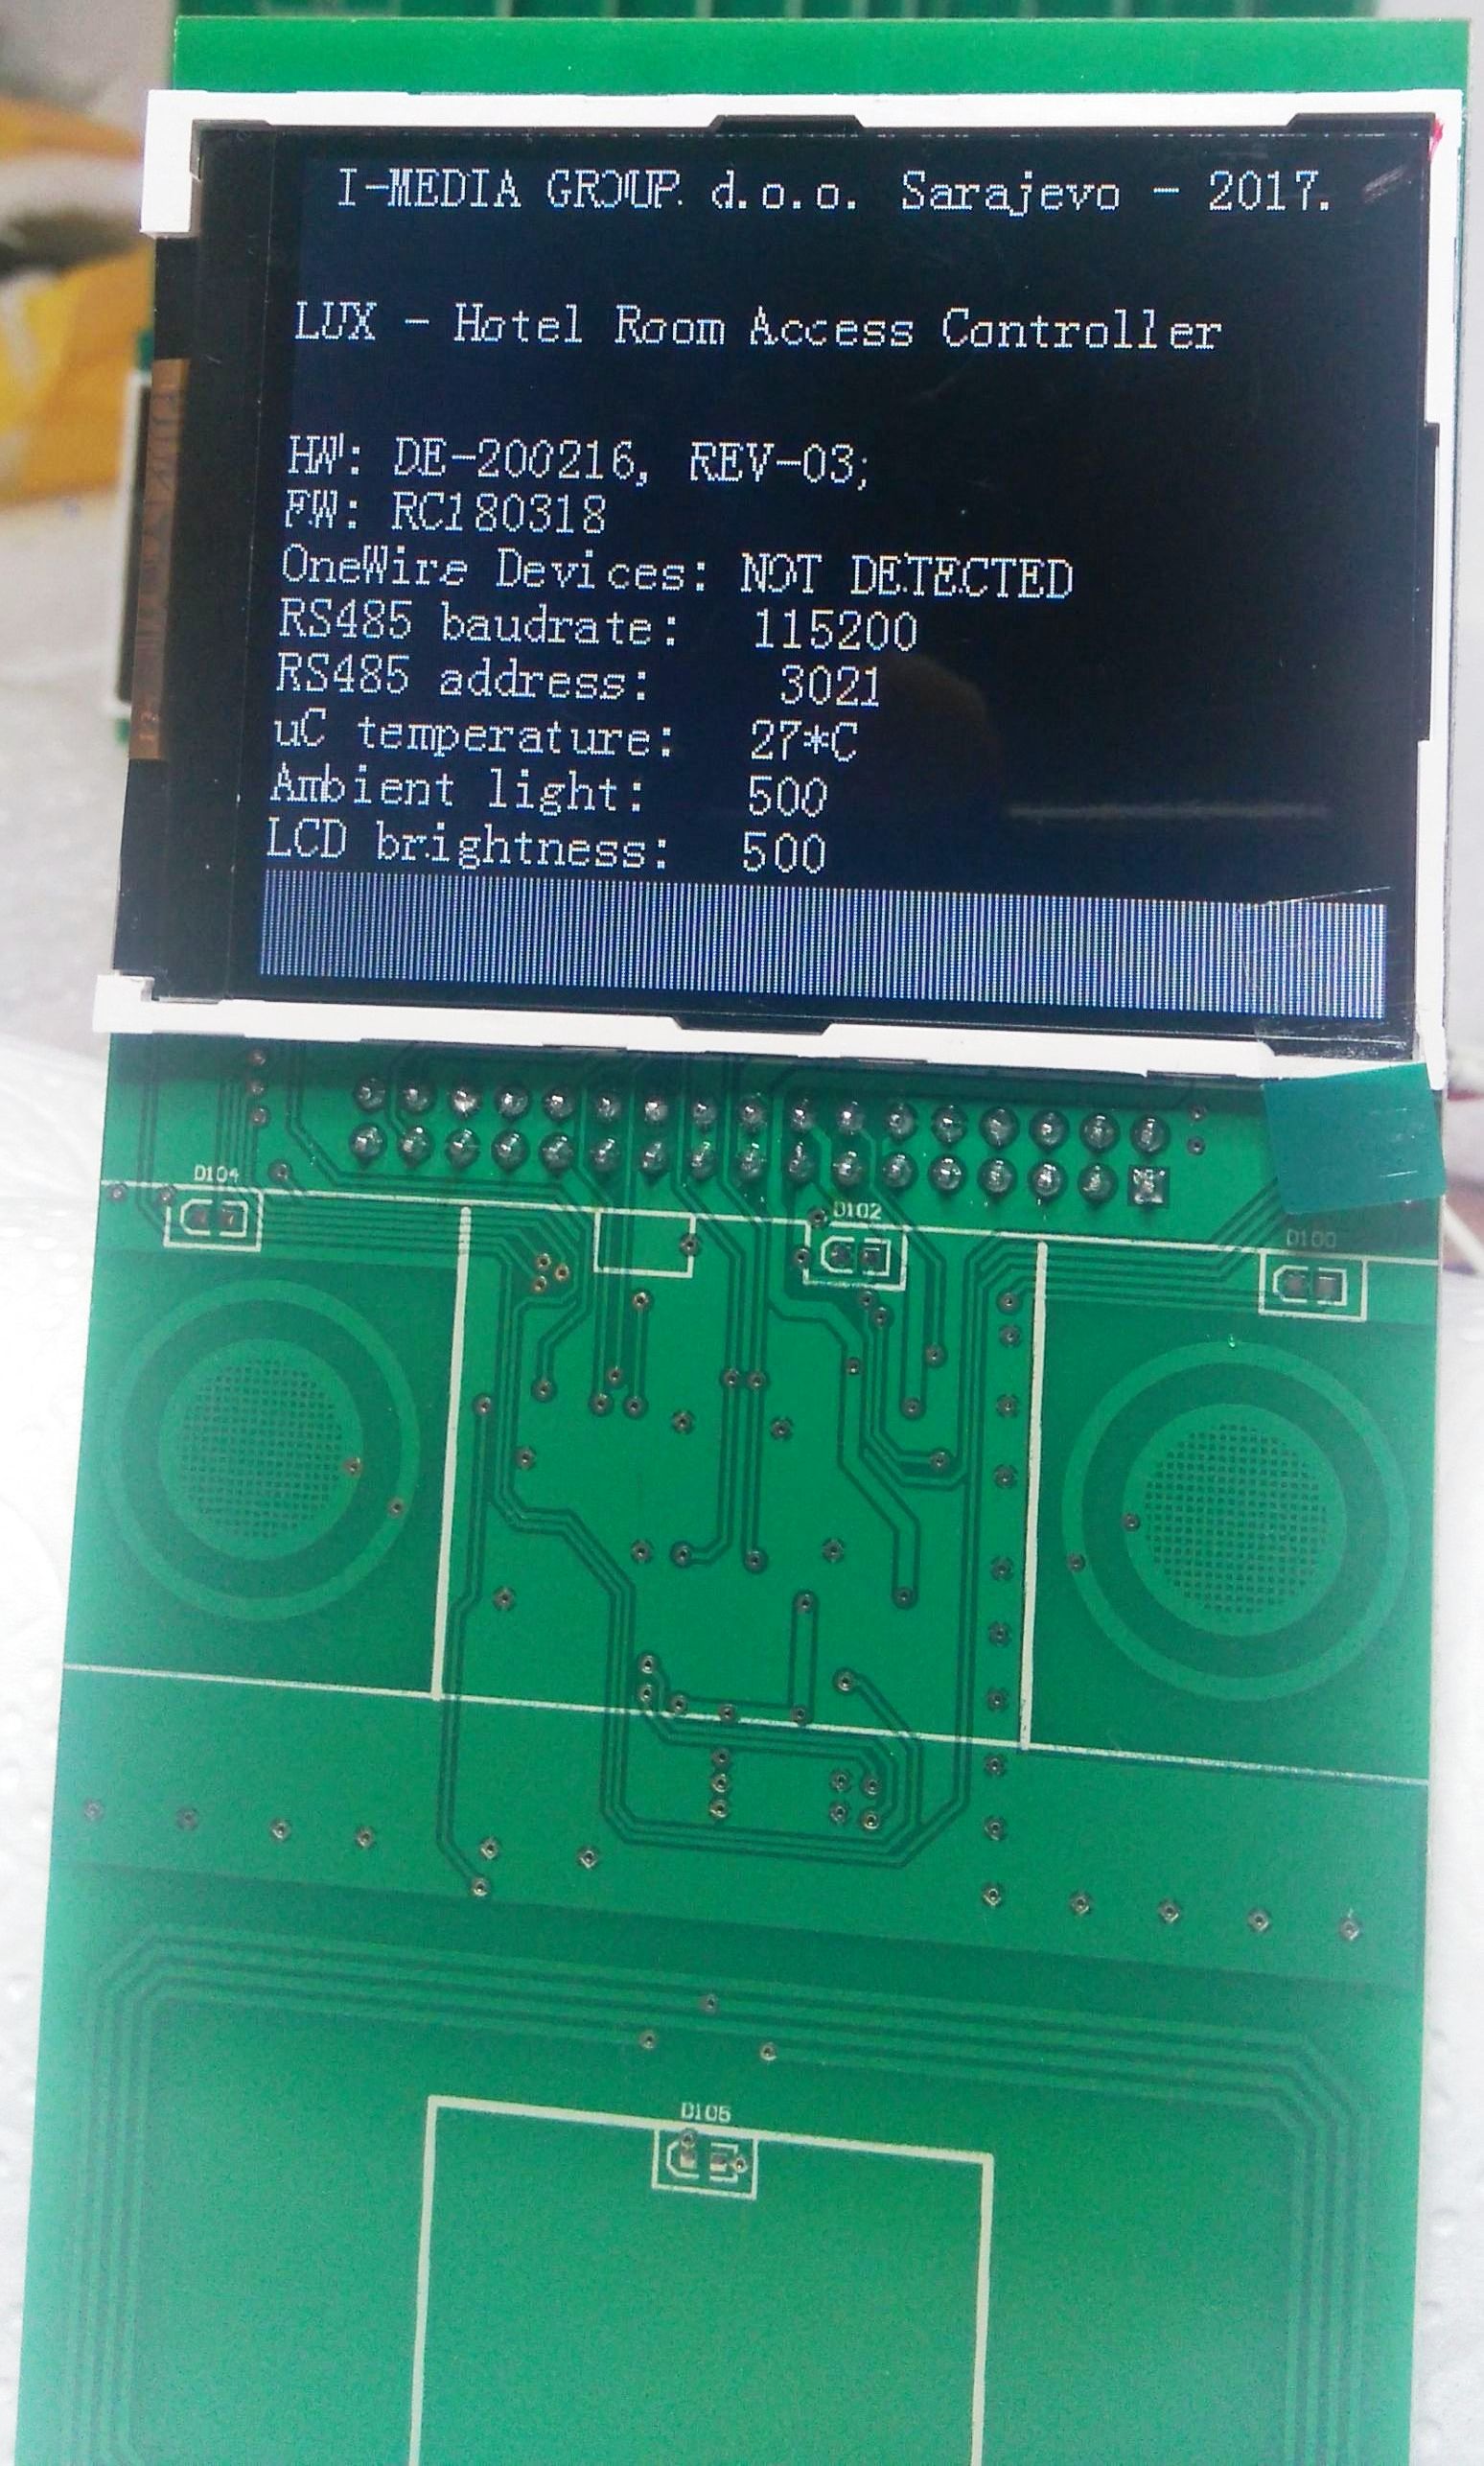 I-MEDIA GROUP d.o.o. Sarajevo - 2017.
LUX - Hotel Room Access Controller
HW: DE-200216, REV-03;
FW: RC180318
OneWire Devices: NOT DETECTED
RS485 baudrate: 115200
RS485 address: 3021
uC temperature: 27*C
Ambient light: 500
LCD brightness: 500
D104
D102
D100
D105